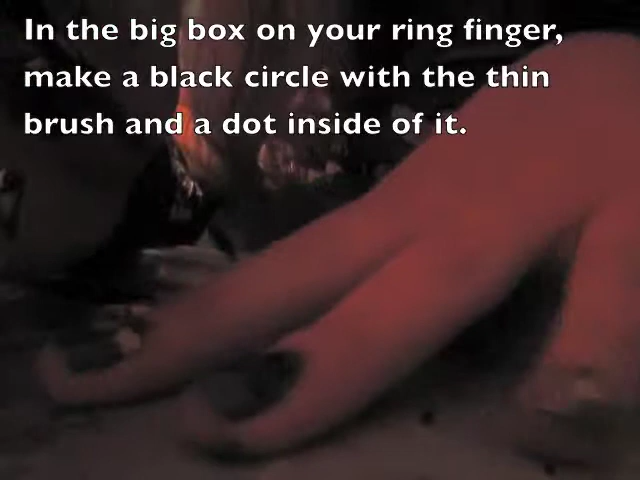 In the big box on your ring finger,
make a black circle with the thin
brush and a dot inside of it.